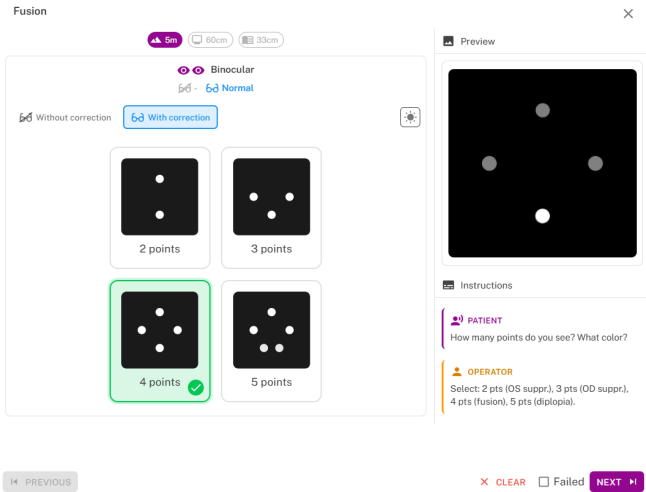 Fusion
5m
60cm
33cm
Binocular
- Normal
Without correction
With correction
2 points
3 points
4 points
5 points
Preview
Instructions
PATIENT
How many points do you see? What color?
OPERATOR
Select: 2 pts (OS suppr.), 3 pts (OD suppr.),
4 pts (fusion), 5 pts (diplopia).
PREVIOUS
CLEAR
Failed
NEXT